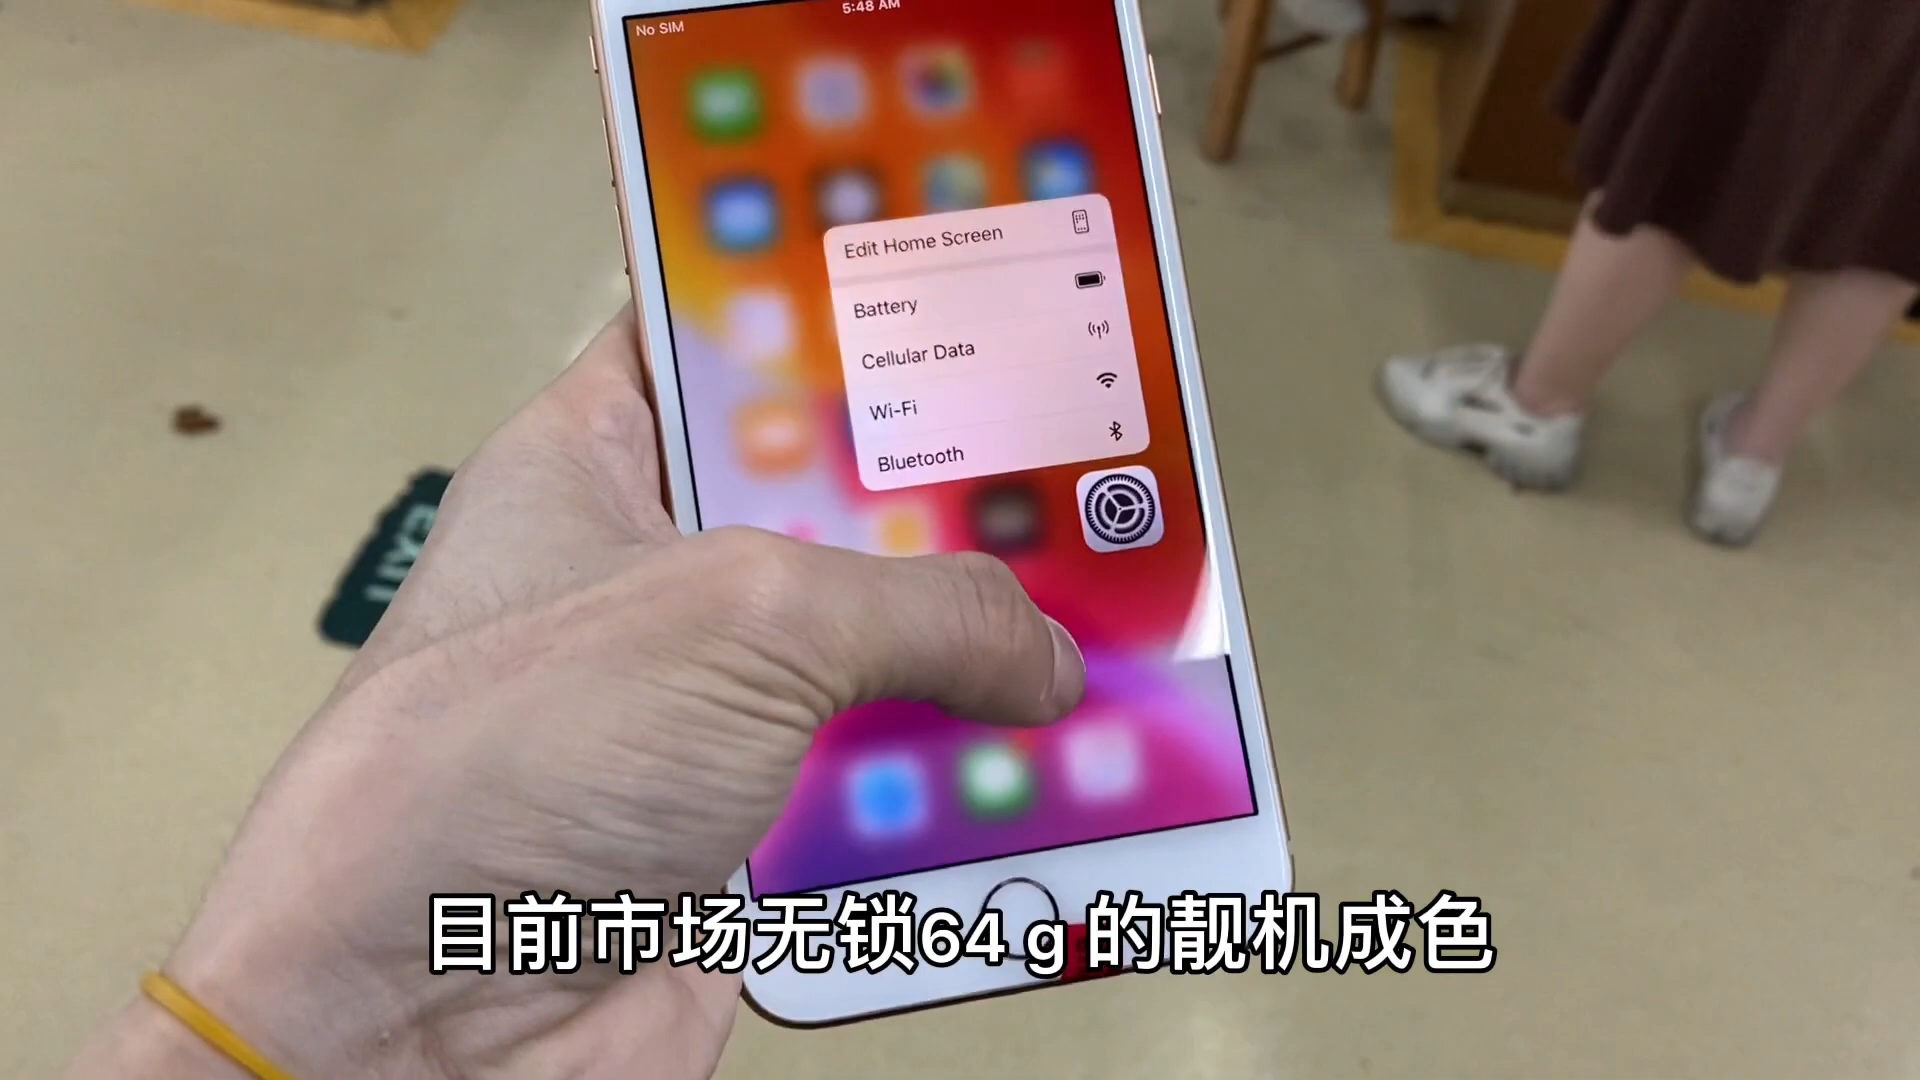 5:48 AM
No SIM
Edit Home Screen
Battery
Cellular Data
Wi-Fi
Bluetooth
EXIT
目前市场无锁64g的靓机成色